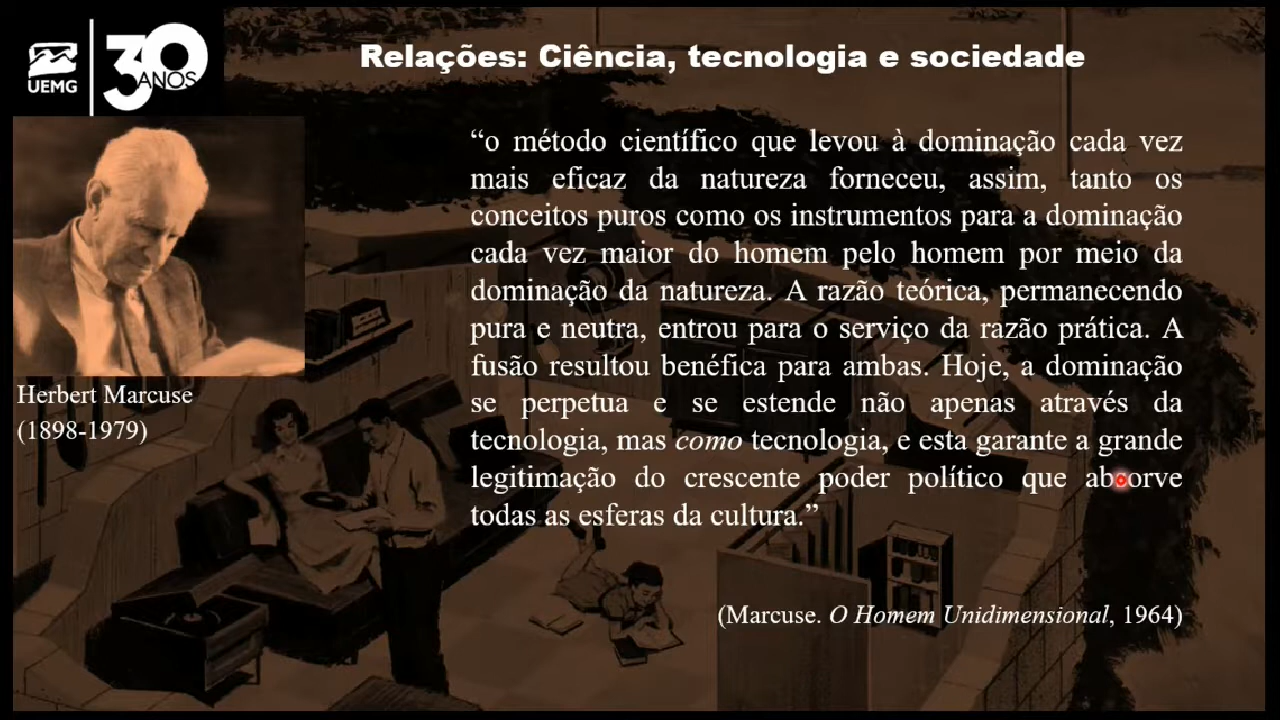 UEMG
30
ANOS
Relações: Ciência, tecnologia e sociedade
“o método científico que levou à dominação cada vez
mais eficaz da natureza forneceu, assim, tanto os
conceitos puros como os instrumentos para a dominação
cada vez maior do homem pelo homem por meio da
dominação da natureza. A razão teórica, permanecendo
pura e neutra, entrou para o serviço da razão prática. A
fusão resultou benéfica para ambas. Hoje, a dominação
se perpetua e se estende não apenas através da
tecnologia, mas como tecnologia, e esta garante a grande
legitimação do crescente poder político que absorve
todas as esferas da cultura.”
Herbert Marcuse
(1898-1979)
(Marcuse. O Homem Unidimensional, 1964)